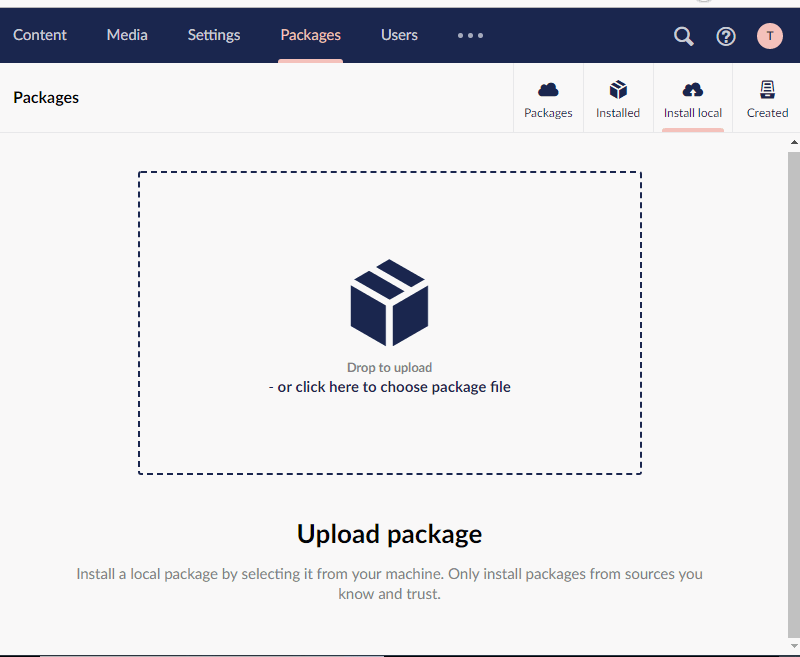 Content Media Settings Packages Users T
Packages
Packages Installed Install local Created
Drop to upload
- or click here to choose package file
Upload package
Install a local package by selecting it from your machine. Only install packages from sources you
know and trust.